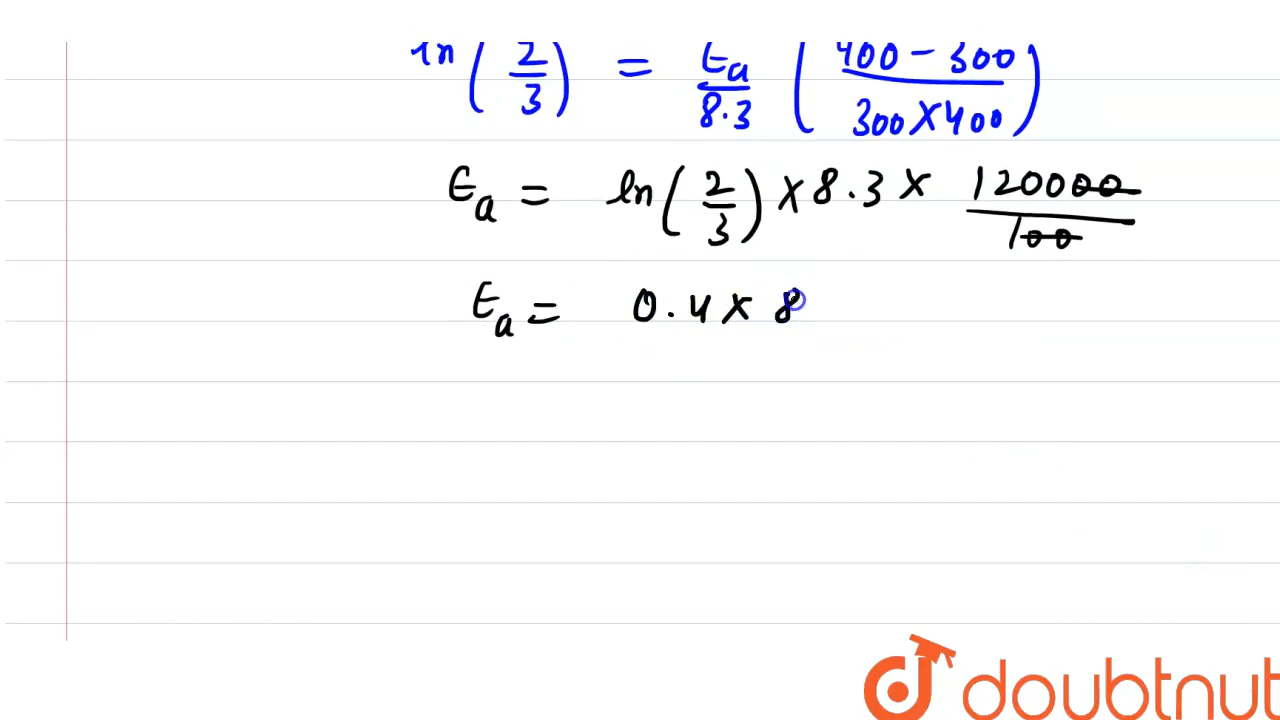 ln ( 2/3 ) = Ea/8.3 ( 400 - 300 / 300 × 400 )
Ea = ln ( 2/3 ) × 8.3 × 120000/100
Ea = 0.4 × 8
doubtnut